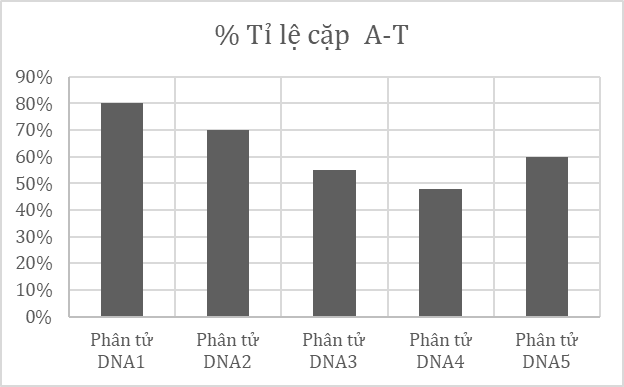 % Tỉ lệ cặp A-T
90%
80%
70%
60%
50%
40%
30%
20%
10%
0%
Phân tử DNA1
Phân tử DNA2
Phân tử DNA3
Phân tử DNA4
Phân tử DNA5